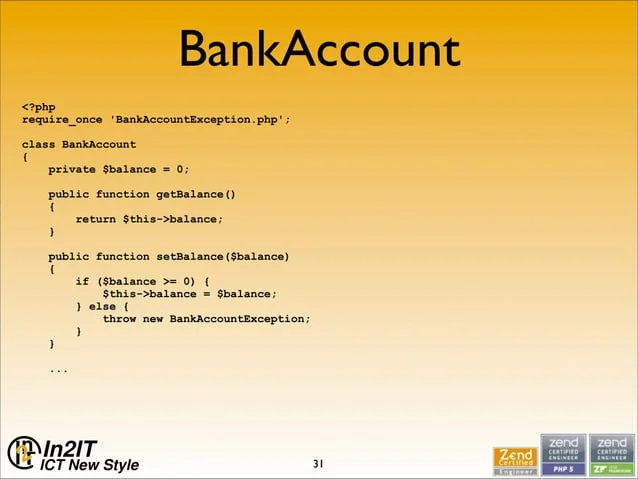 BankAccount
<?php
require_once 'BankAccountException.php';
class BankAccount
{
    private $balance = 0;
    public function getBalance()
    {
        return $this->balance;
    }
    public function setBalance($balance)
    {
        if ($balance >= 0) {
            $this->balance = $balance;
        } else {
            throw new BankAccountException;
        }
    }
    ...
In2IT
ICT New Style
31
Zend
Certified
Engineer
zend
CERTIFIED
ENGINEER
PHP 5
zend
CERTIFIED
ENGINEER
ZF